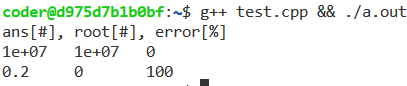 coder@d975d7b1b0bf:~$ g++ test.cpp && ./a.out
ans[#], root[#], error[%]
1e+07   1e+07   0
0.2     0       100